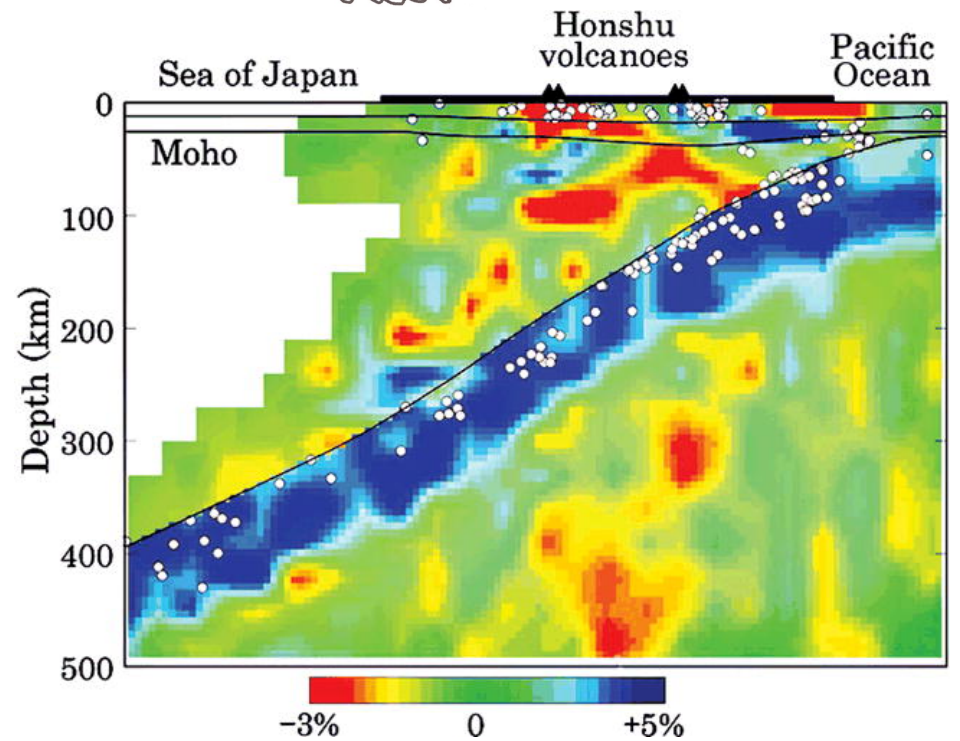 Honshu
volcanoes
Pacific
Ocean
Sea of Japan
Moho
Depth (km)
0
100
200
300
400
500
−3%
0
+5%